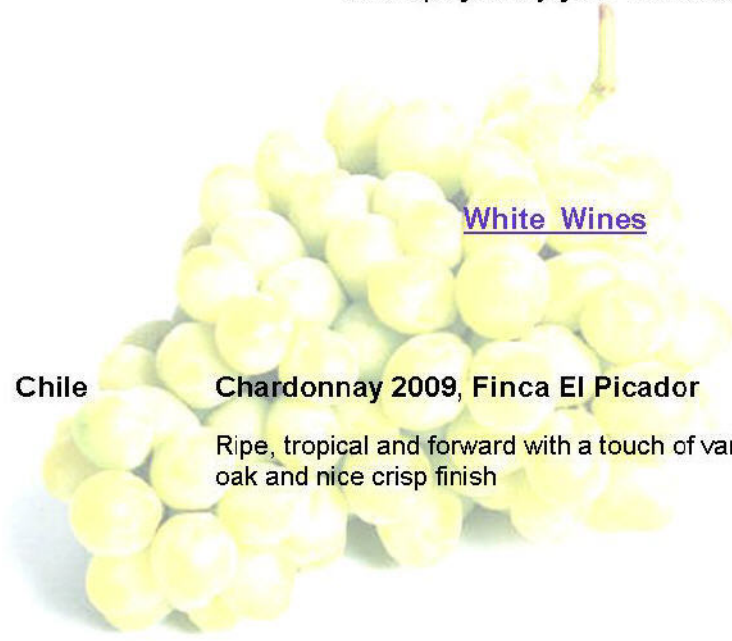 White Wines
Chile
Chardonnay 2009, Finca El Picador
Ripe, tropical and forward with a touch of
oak and nice crisp finish